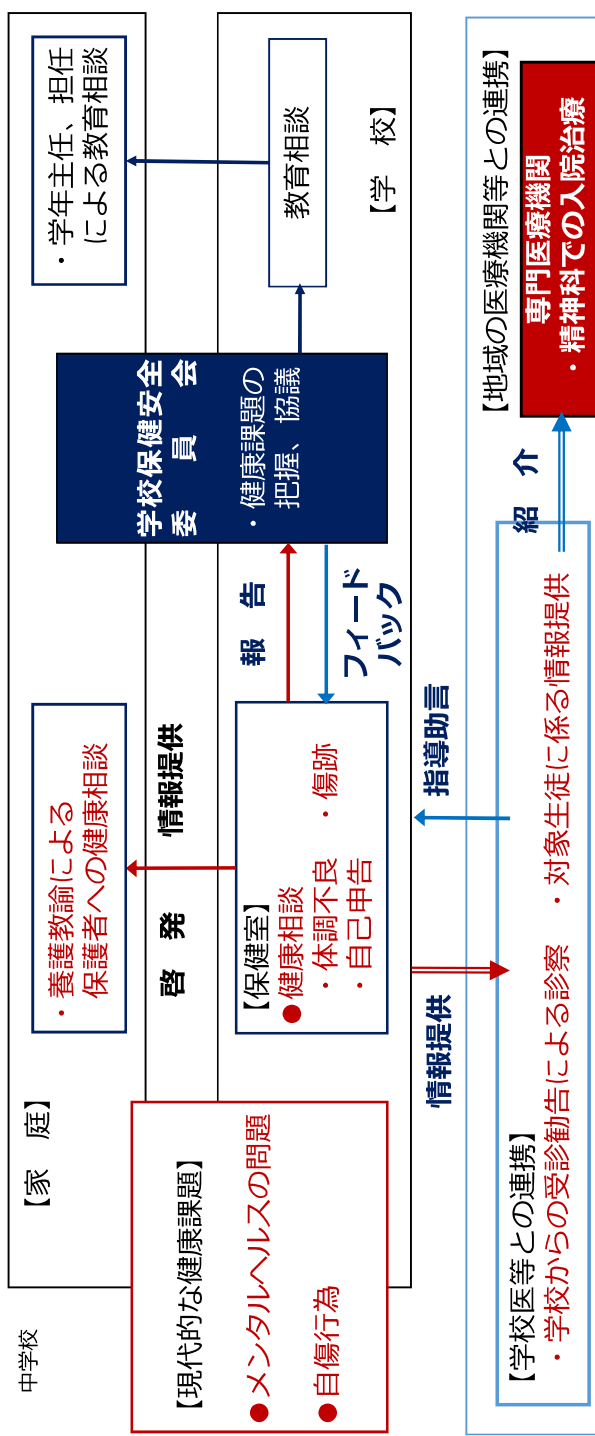 中学校
【家　庭】
・養護教諭による
保護者への健康相談
・学年主任、担任
による教育相談
啓　発
情報提供
【現代的な健康課題】
●メンタルヘルスの問題
●自傷行為
【保健室】
●健康相談
・体調不良　・傷跡
・自己申告
報　告
フィード
バック
学校保健安全
委　員　会
・健康課題の
把握、協議
教育相談
【学　校】
情報提供
指導助言
【学校医等との連携】
・学校からの受診勧告による診察　・対象生徒に係る情報提供
紹　介
【地域の医療機関等との連携】
専門医療機関
・精神科での入院治療